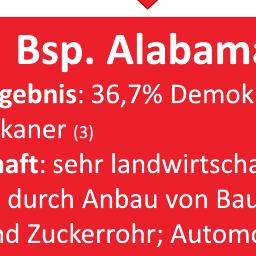 Bsp. Alabama
gebnis: 36,7% Demok
kaner (3)
haft: sehr landwirtscha
durch Anbau von Bau
nd Zuckerrohr; Automo